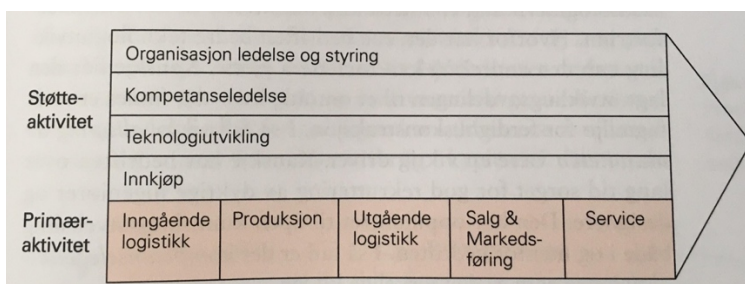 Organisasjon ledelse og styring
Støtte-
aktivitet
Kompetanseledelse
Teknologiutvikling
Innkjøp
Primær-
aktivitet
Inngående
logistikk
Produksjon
Utgående
logistikk
Salg &
Markeds-
føring
Service